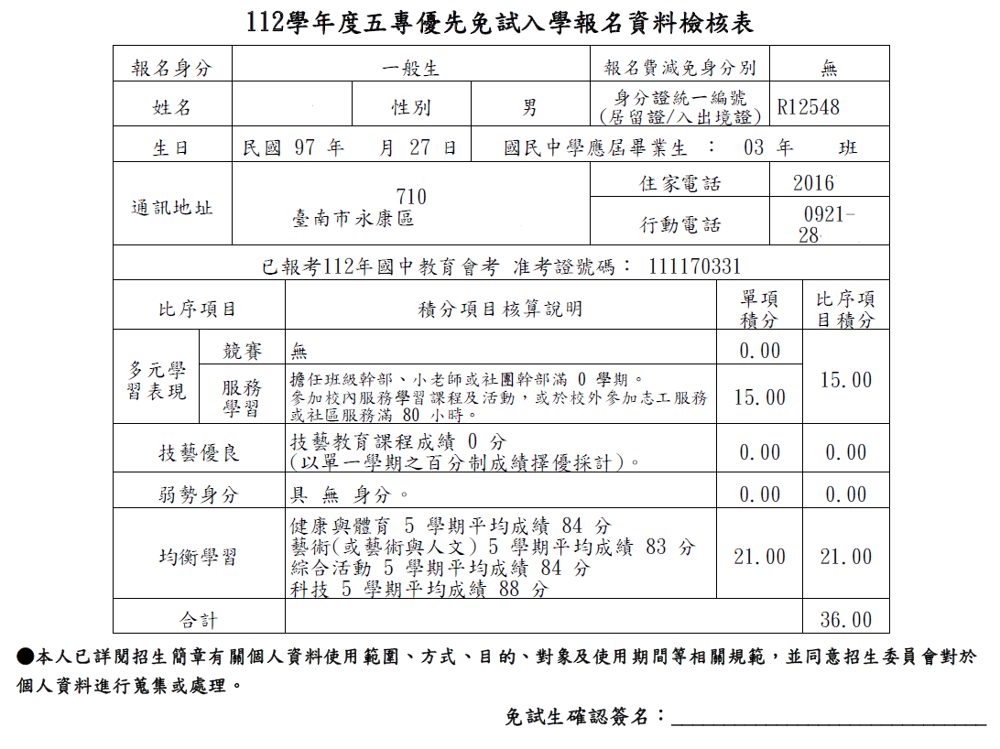 112學年度五專優先免試入學報名資料檢核表
報名身分 一般生 報名費減免身分別 無
姓名 性別 男 身分證統一編號 (居留證/入出境證) R12548
生日 民國 97 年 月 27 日 國民中學應屆畢業生 : 03 年 班
通訊地址 710 臺南市永康區
住家電話 2016
行動電話 0921-28
已報考112年國中教育會考 准考證號碼: 111170331
比序項目 積分項目核算說明 單項積分 比序項目積分
多元學習表現 競賽 無 0.00 15.00
服務學習 擔任班級幹部、小老師或社團幹部滿 0 學期。
參加校內服務學習課程及活動,或於校外參加志工服務
或社區服務滿 80 小時。 15.00
技藝優良 技藝教育課程成績 0 分
(以單一學期之百分制成績擇優採計)。 0.00 0.00
弱勢身分 具 無 身分。 0.00 0.00
均衡學習 健康與體育 5 學期平均成績 84 分
藝術(或藝術與人文) 5 學期平均成績 83 分
綜合活動 5 學期平均成績 84 分
科技 5 學期平均成績 88 分 21.00 21.00
合計 36.00
●本人已詳閱招生簡章有關個人資料使用範圍、方式、目的、對象及使用期間等相關規範,並同意招生委員會對於
個人資料進行蒐集或處理。
免試生確認簽名: